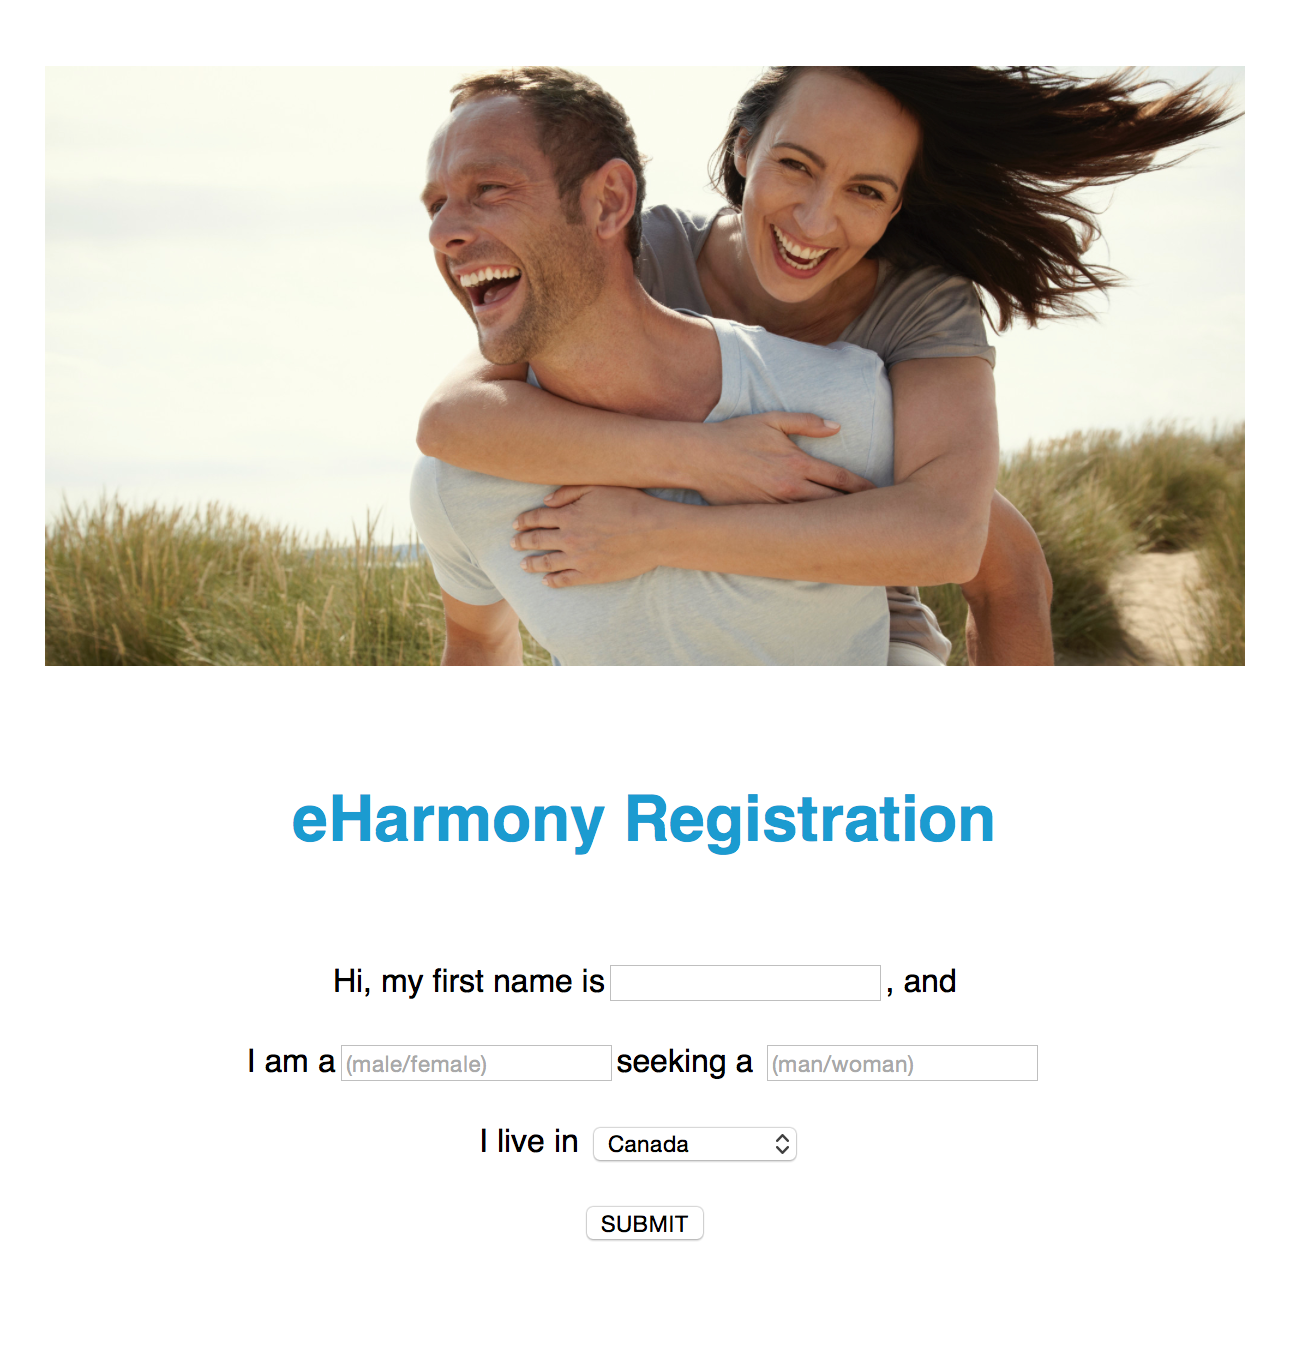 eHarmony Registration
Hi, my first name is , and
I am a (male/female) seeking a (man/woman)
I live in Canada
SUBMIT